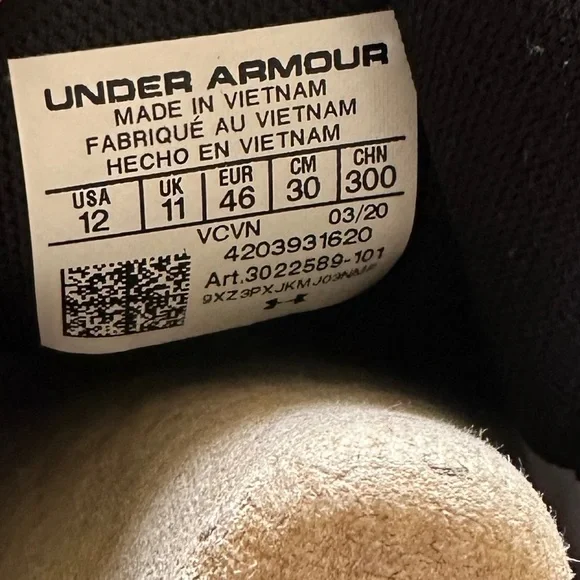 UNDER ARMOUR
MADE IN VIETNAM
FABRIQUÉ AU VIETNAM
HECHO EN VIETNAM
USA UK EUR CM CHN
12 11 46 30 300
VCVN 03/20
4203931620
Art.3022589-101